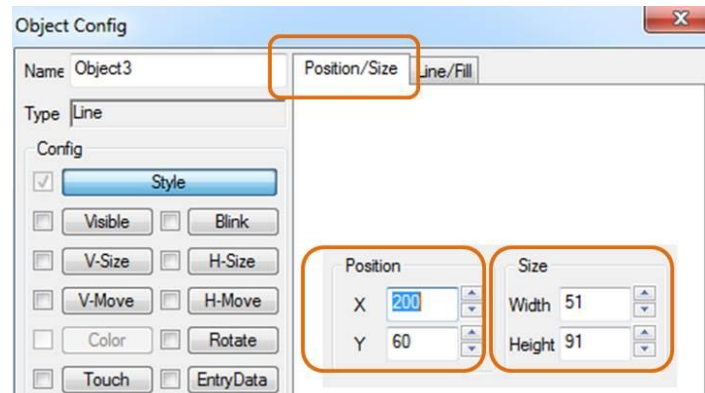 Object Config
X
Name Object3
Type Line
Config
Style
Visible Blink
V-Size H-Size
V-Move H-Move
Color Rotate
Touch EntryData
Position/Size Line/Fill
Position
X 200
Y 60
Size
Width 51
Height 91